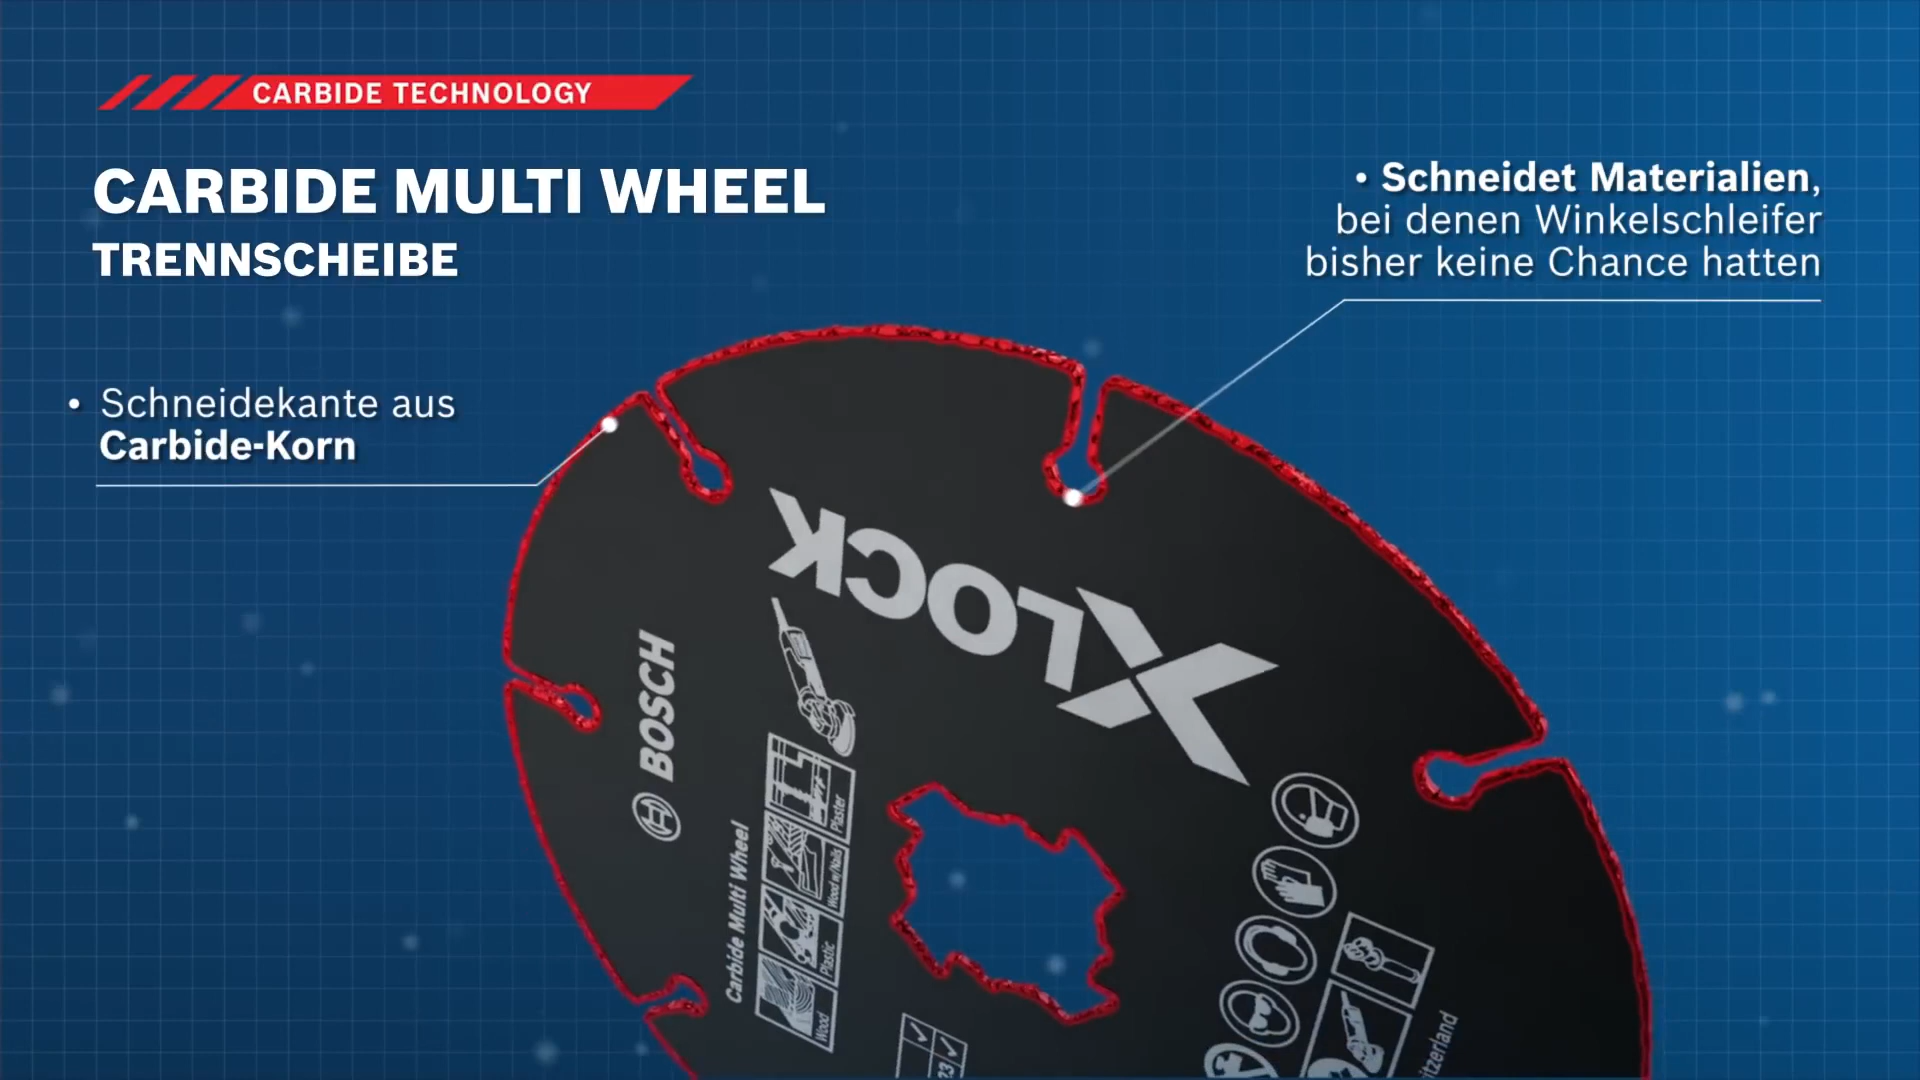 CARBIDE TECHNOLOGY
CARBIDE MULTI WHEEL
TRENNSCHEIBE
• Schneidekante aus
Carbide-Korn
• Schneidet Materialien,
bei denen Winkelschleifer
bisher keine Chance hatten
X LOCK
BOSCH
Carbide Multi Wheel
Wood
Plastic
Wood w/Nails
Plaster
23
itzerland